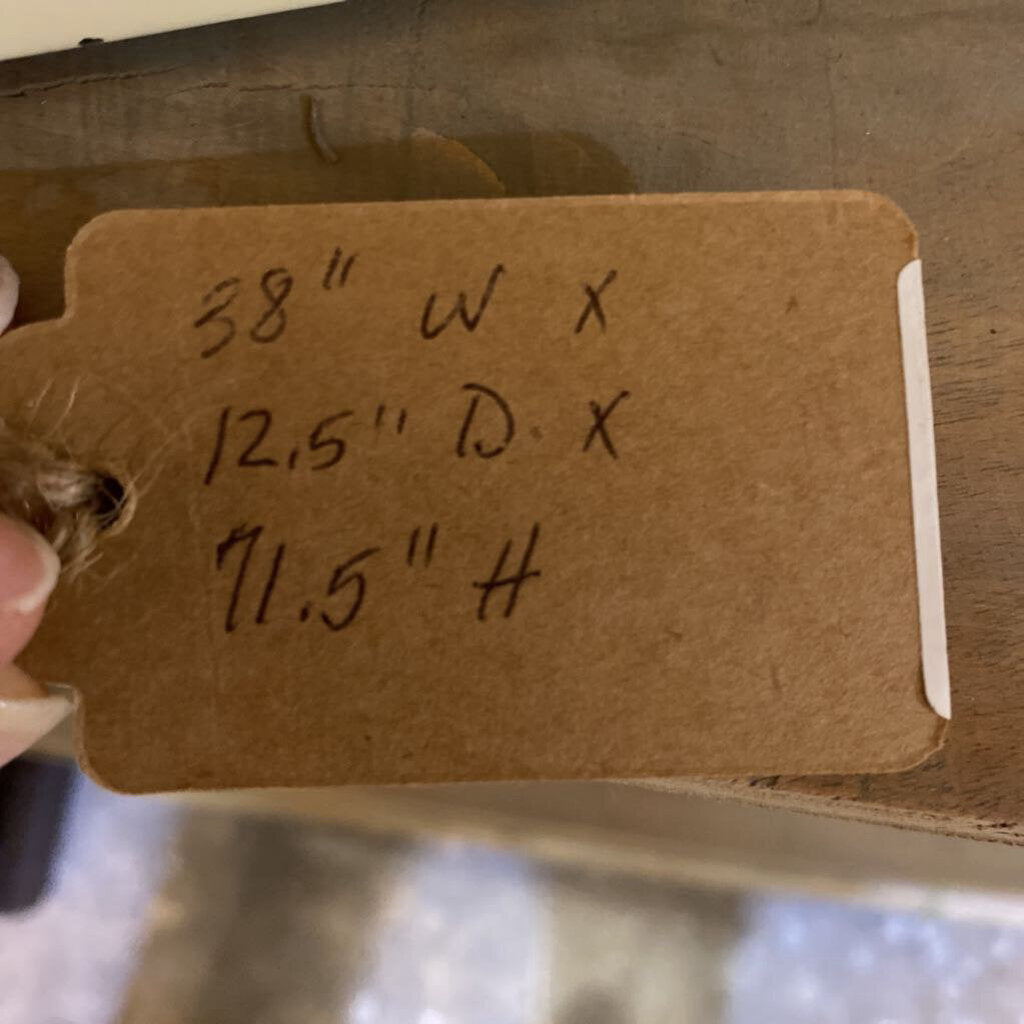 38" W X
12.5" D. X
71.5" H